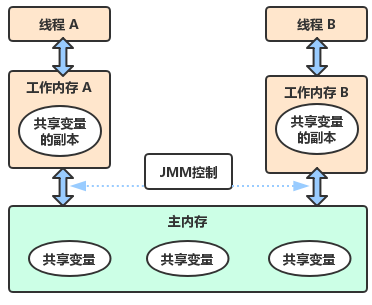 线程 A
线程 B
工作内存 A
工作内存 B
共享变量
的副本
共享变量
的副本
JMM控制
主内存
共享变量
共享变量
共享变量